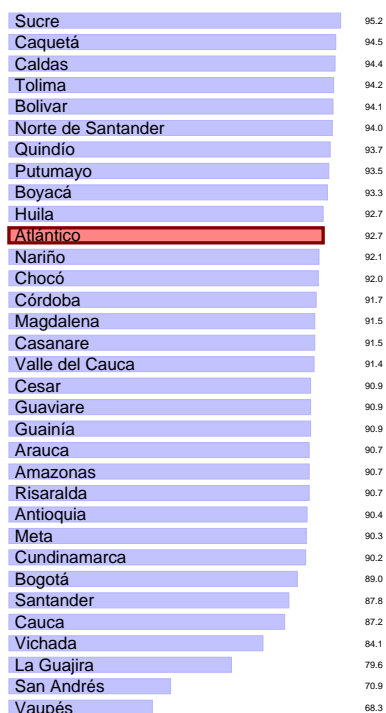 Sucre 95.2
Caquetá 94.5
Caldas 94.4
Tolima 94.2
Bolivar 94.1
Norte de Santander 94.0
Quindío 93.7
Putumayo 93.5
Boyacá 93.3
Huila 92.7
Atlántico 92.7
Nariño 92.1
Chocó 92.0
Córdoba 91.7
Magdalena 91.5
Casanare 91.5
Valle del Cauca 91.4
Cesar 90.9
Guaviare 90.9
Guainía 90.9
Arauca 90.7
Amazonas 90.7
Risaralda 90.7
Antioquia 90.4
Meta 90.3
Cundinamarca 90.2
Bogotá 89.0
Santander 87.8
Cauca 87.2
Vichada 84.1
La Guajira 79.6
San Andrés 70.9
Vaupés 68.3